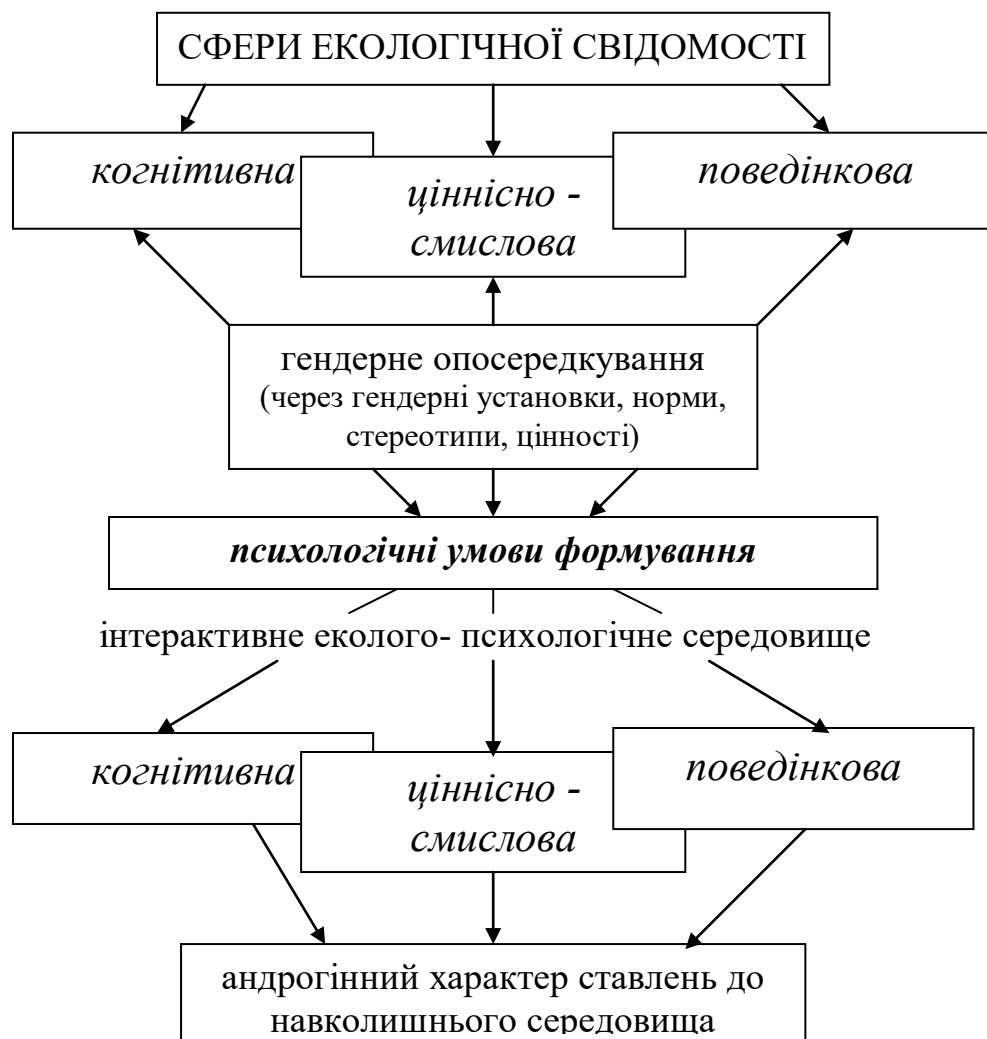 СФЕРИ ЕКОЛОГІЧНОЇ СВІДОМОСТІ
когнітивна
ціннісно -
смислова
поведінкова
гендерне опосередкування
(через гендерні установки, норми,
стереотипи, цінності)
психологічні умови формування
інтерактивне еколого- психологічне середовище
когнітивна
ціннісно -
смислова
поведінкова
андрогінний характер ставлень до
навколишнього середовища